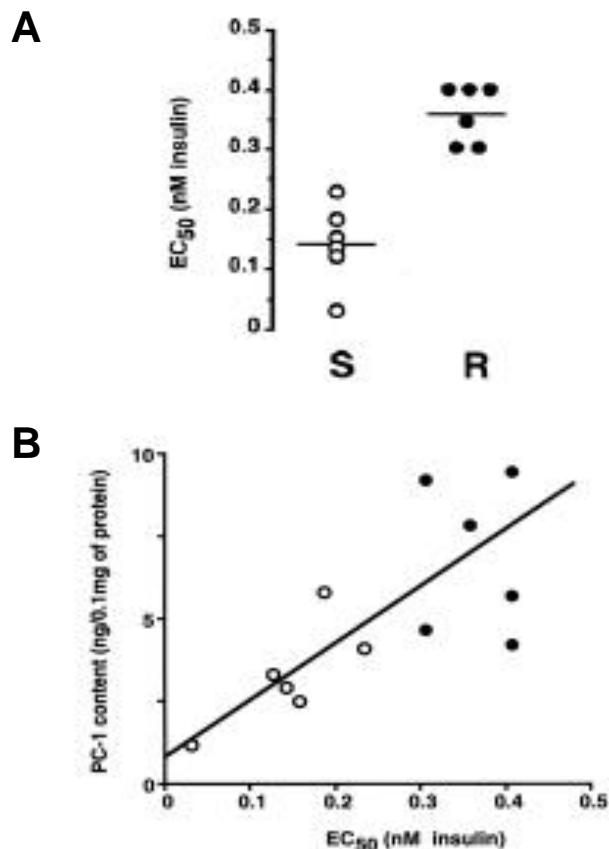 A
0.5
0.4
0.3
0.2
0.1
0
EC50 (nM insulin)
S R
B
10
5
0
PC-1 content (ng/0.1mg of protein)
0 0.1 0.2 0.3 0.4 0.5
EC50 (nM insulin)